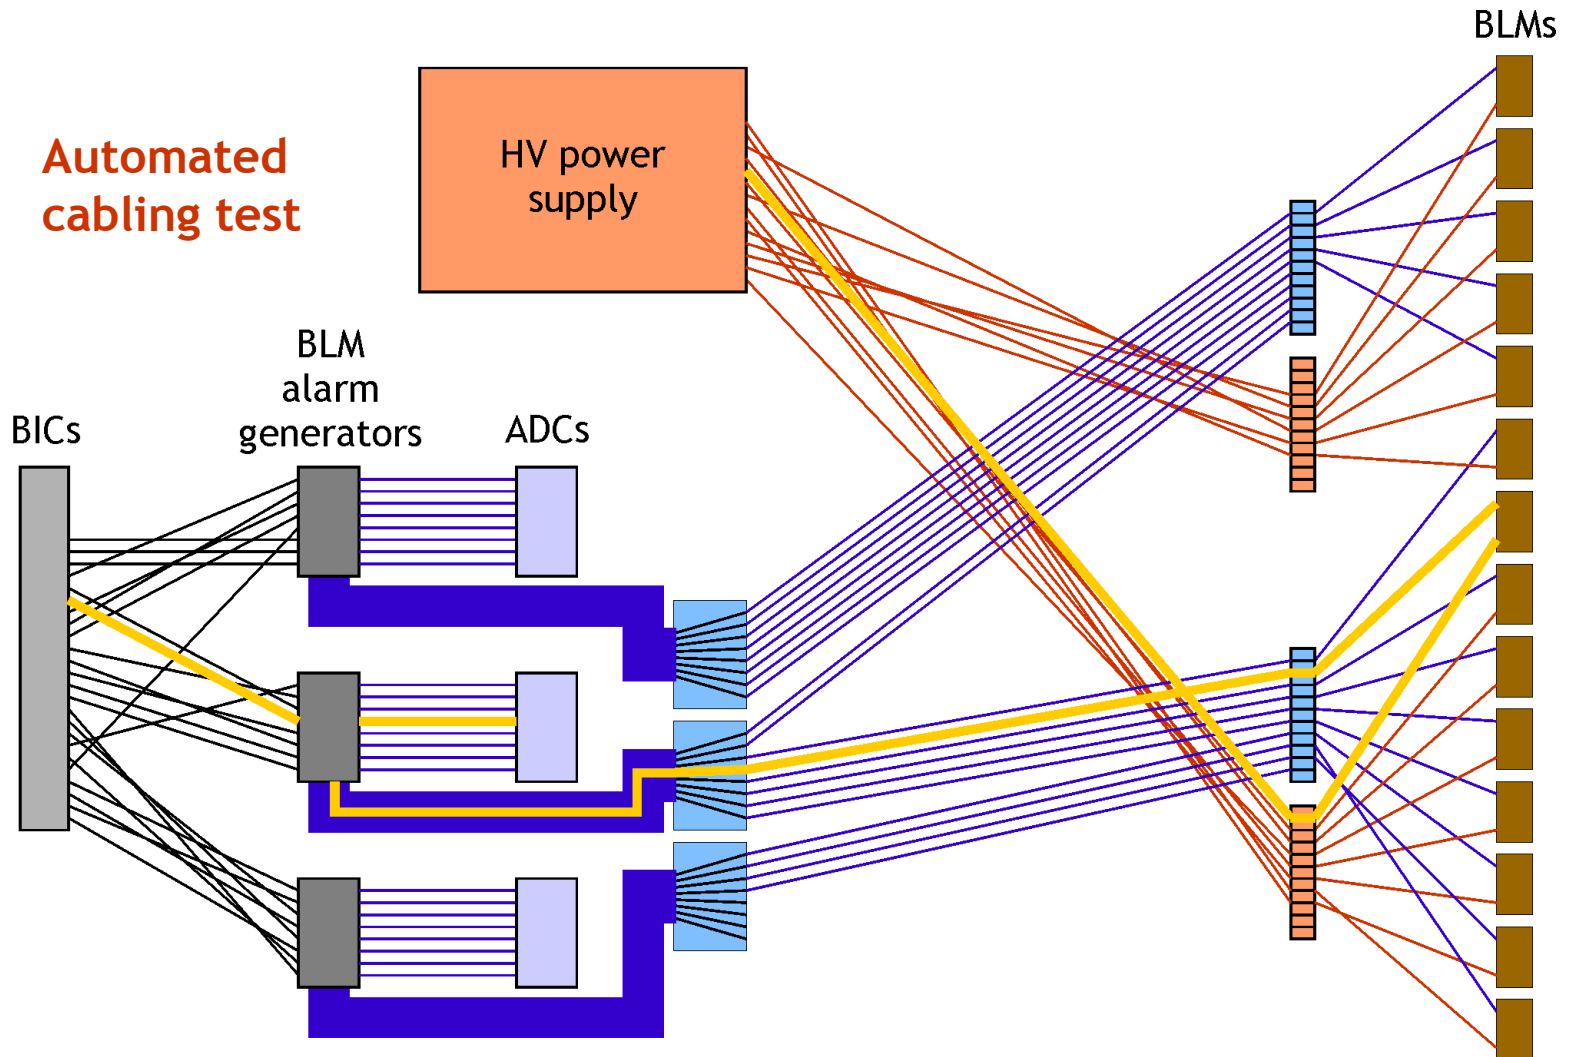 BLMs
Automated
cabling test
HV power
supply
BLM
alarm
generators
BICs
ADCs